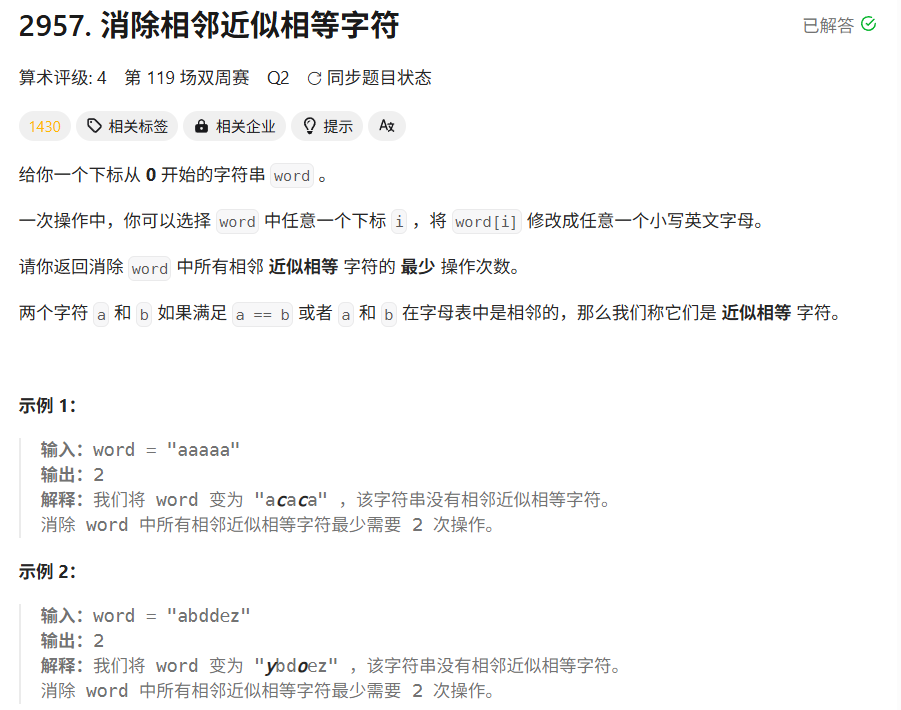 2957. 消除相邻近似相等字符
已解答
算术评级: 4 第 119 场双周赛 Q2 同步题目状态
1430 相关标签 相关企业 提示 Aあ
给你一个下标从 0 开始的字符串 word 。
一次操作中，你可以选择 word 中任意一个下标 i ，将 word[i] 修改成任意一个小写英文字母。
请你返回消除 word 中所有相邻 近似相等 字符的 最少 操作次数。
两个字符 a 和 b 如果满足 a == b 或者 a 和 b 在字母表中是相邻的，那么我们称它们是 近似相等 字符。
示例 1：
输入：word = "aaaaa"
输出：2
解释：我们将 word 变为 "acaca" ，该字符串没有相邻近似相等字符。
消除 word 中所有相邻近似相等字符最少需要 2 次操作。
示例 2：
输入：word = "abddez"
输出：2
解释：我们将 word 变为 "ybdoez" ，该字符串没有相邻近似相等字符。
消除 word 中所有相邻近似相等字符最少需要 2 次操作。